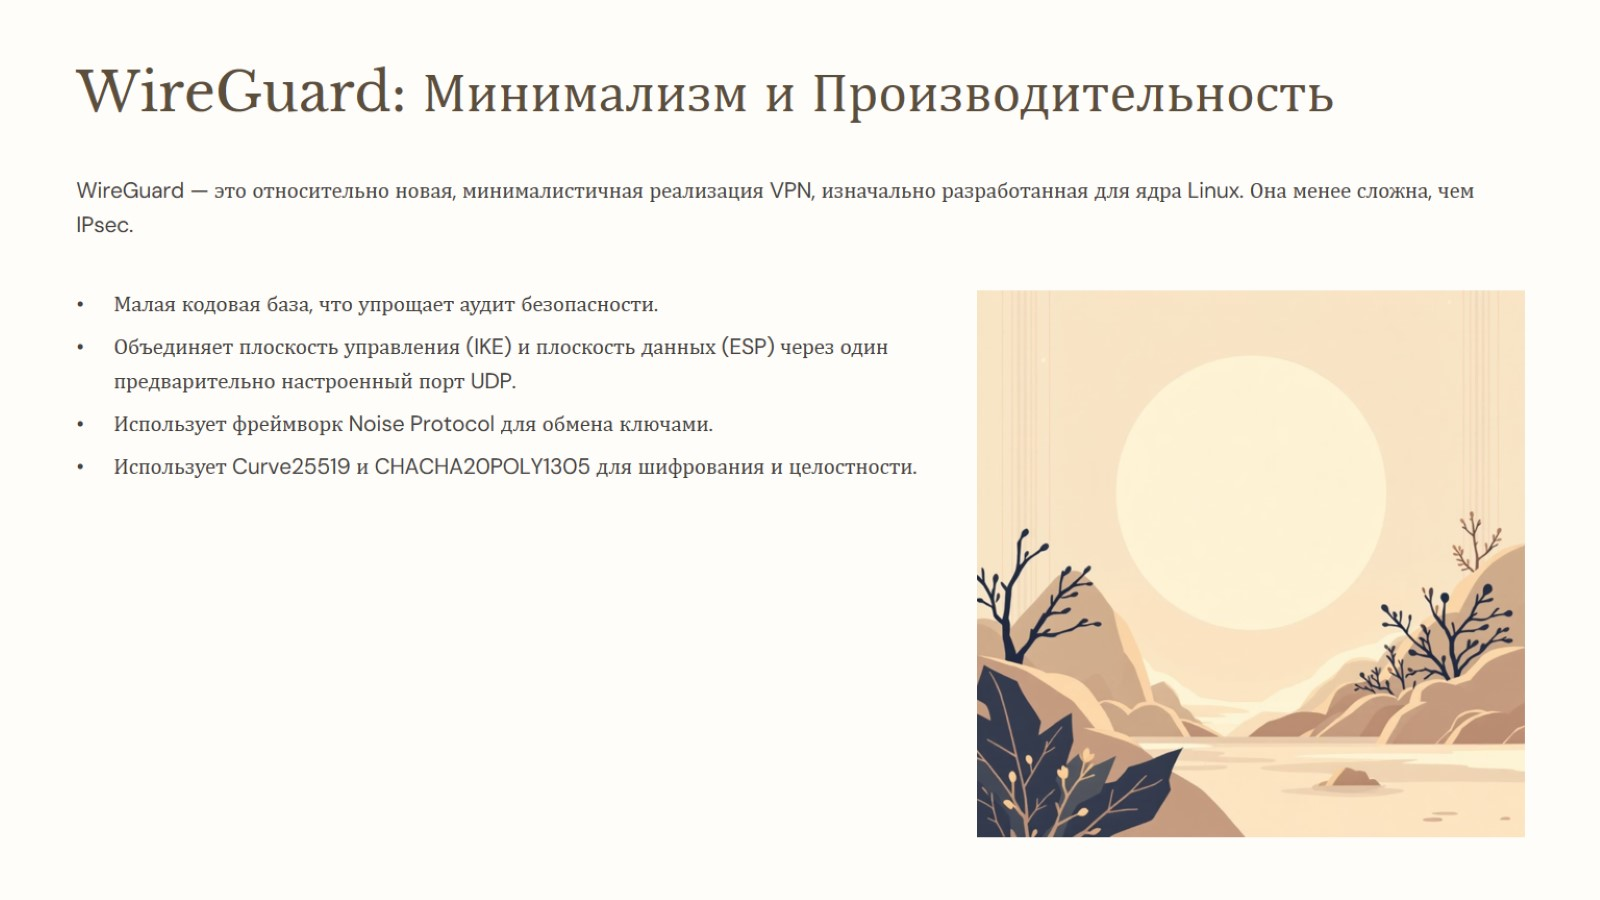 WireGuard: Минимализм и Производительность
WireGuard — это относительно новая, минималистичная реализация VPN, изначально разработанная для ядра Linux. Она менее сложна, чем
IPsec.
• Малая кодовая база, что упрощает аудит безопасности.
• Объединяет плоскость управления (IKE) и плоскость данных (ESP) через один
предварительно настроенный порт UDP.
• Использует фреймворк Noise Protocol для обмена ключами.
• Использует Curve25519 и CHACHA20POLY1305 для шифрования и целостности.